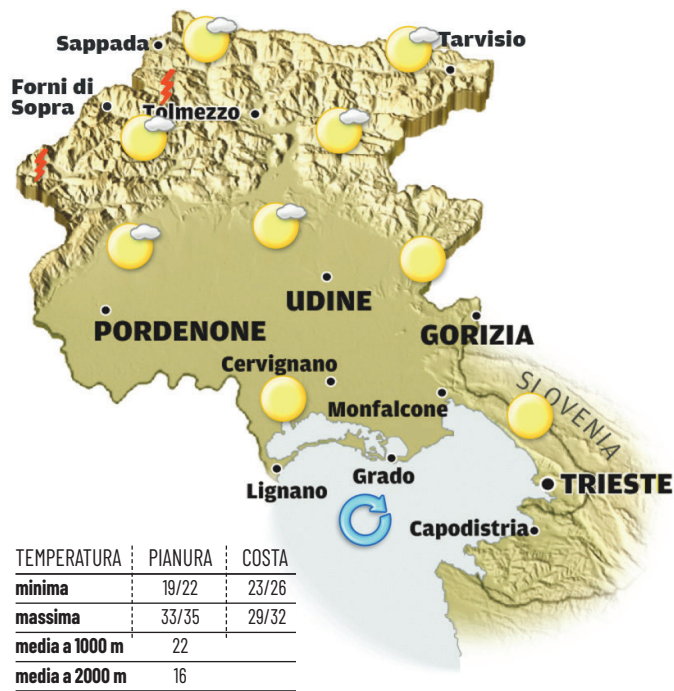 Sappada
Tarvisio
Forni di
Sopra
Tolmezzo
UDINE
PORDENONE
GORIZIA
Cervignano
SLOVENIA
Monfalcone
Grado
Lignano
TRIESTE
Capodistria
TEMPERATURA PIANURA COSTA
minima 19/22 23/26
massima 33/35 29/32
media a 1000 m 22
media a 2000 m 16